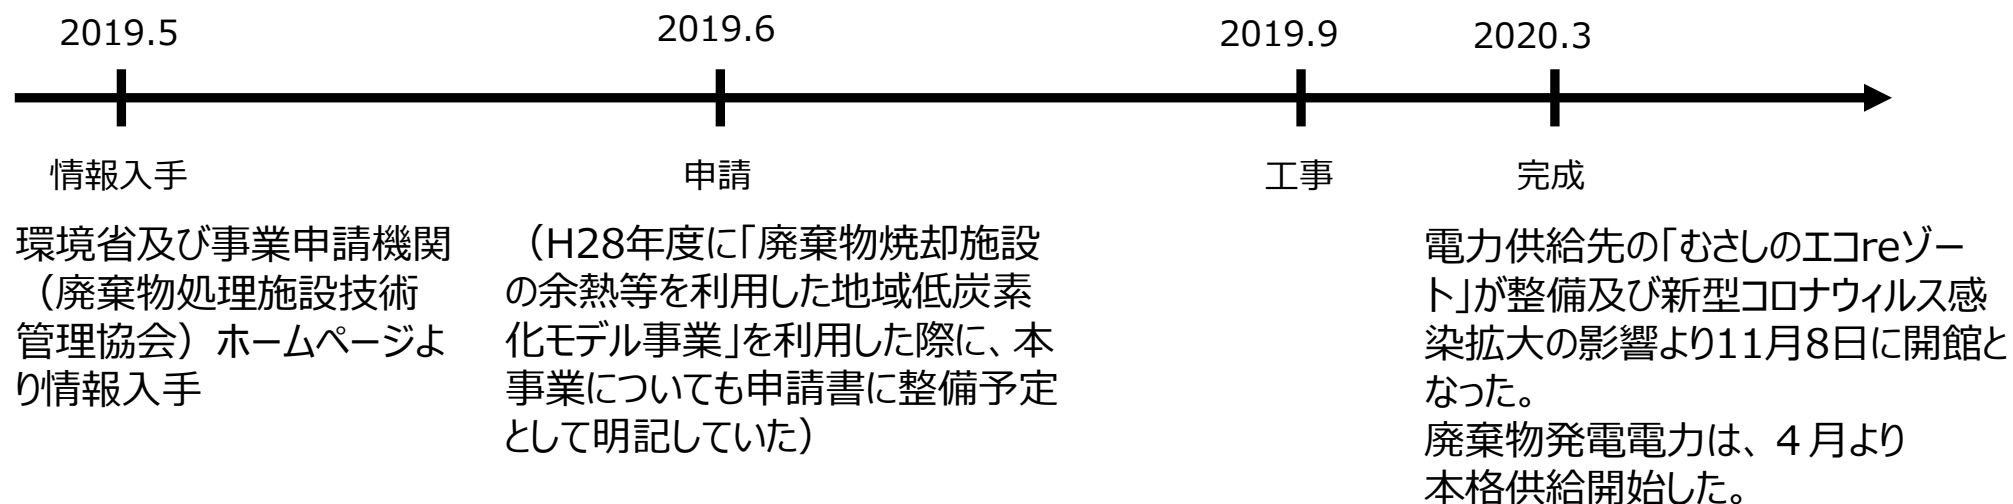 2019.5
2019.6
2019.9
2020.3
情報入手
申請
工事
完成
環境省及び事業申請機関
（廃棄物処理施設技術
管理協会）ホームページよ
り情報入手
（H28年度に「廃棄物焼却施設
の余熱等を利用した地域低炭素
化モデル事業」を利用した際に、本
事業についても申請書に整備予定
として明記していた）
電力供給先の「むさしのエコreゾー
ト」が整備及び新型コロナウィルス感
染拡大の影響より11月8日に開館と
なった。
廃棄物発電電力は、４月より
本格供給開始した。